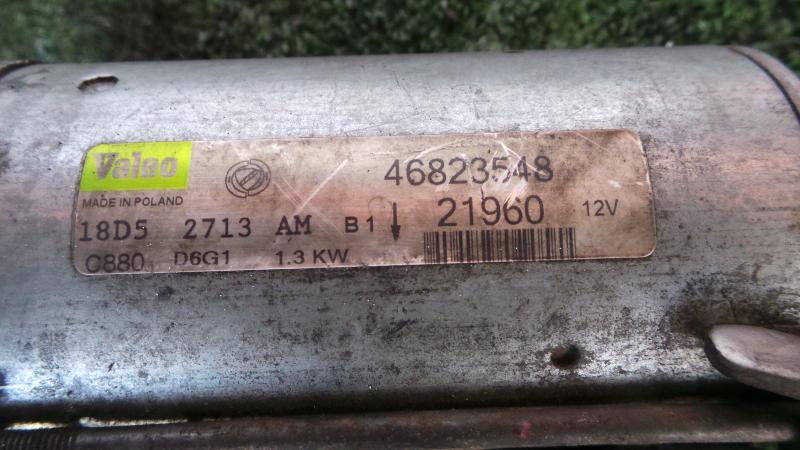 Valeo
46823548
MADE IN POLAND
21960 12V
18D5 2713 AM B1
C880 D6G1 1.3 KW